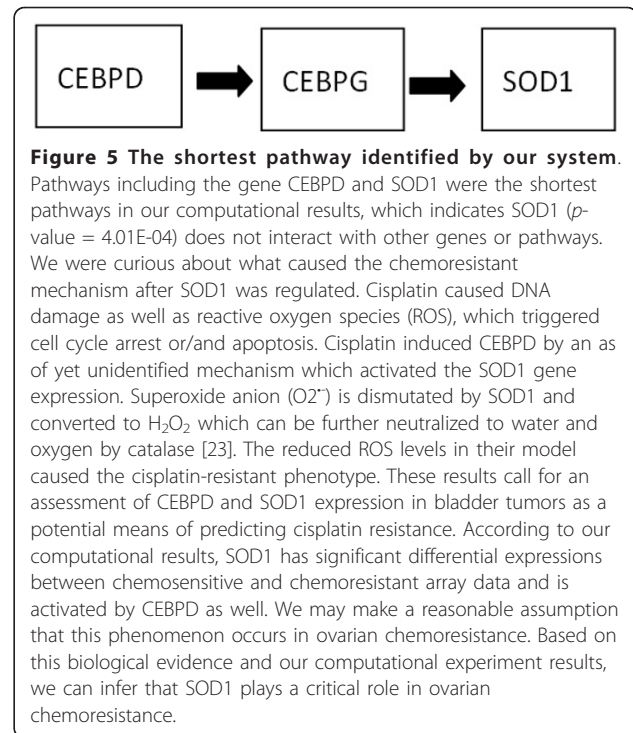 CEBPD CEBPG SOD1
Figure 5 The shortest pathway identified by our system.
Pathways including the gene CEBPD and SOD1 were the shortest
pathways in our computational results, which indicates SOD1 (p-
value = 4.01E-04) does not interact with other genes or pathways.
We were curious about what caused the chemoresistant
mechanism after SOD1 was regulated. Cisplatin caused DNA
damage as well as reactive oxygen species (ROS), which triggered
cell cycle arrest or/and apoptosis. Cisplatin induced CEBPD by an as
of yet unidentified mechanism which activated the SOD1 gene
expression. Superoxide anion (O2•−) is dismutated by SOD1 and
converted to H₂O₂ which can be further neutralized to water and
oxygen by catalase [23]. The reduced ROS levels in their model
caused the cisplatin-resistant phenotype. These results call for an
assessment of CEBPD and SOD1 expression in bladder tumors as a
potential means of predicting cisplatin resistance. According to our
computational results, SOD1 has significant differential expressions
between chemosensitive and chemoresistant array data and is
activated by CEBPD as well. We may make a reasonable assumption
that this phenomenon occurs in ovarian chemoresistance. Based on
this biological evidence and our computational experiment results,
we can infer that SOD1 plays a critical role in ovarian
chemoresistance.